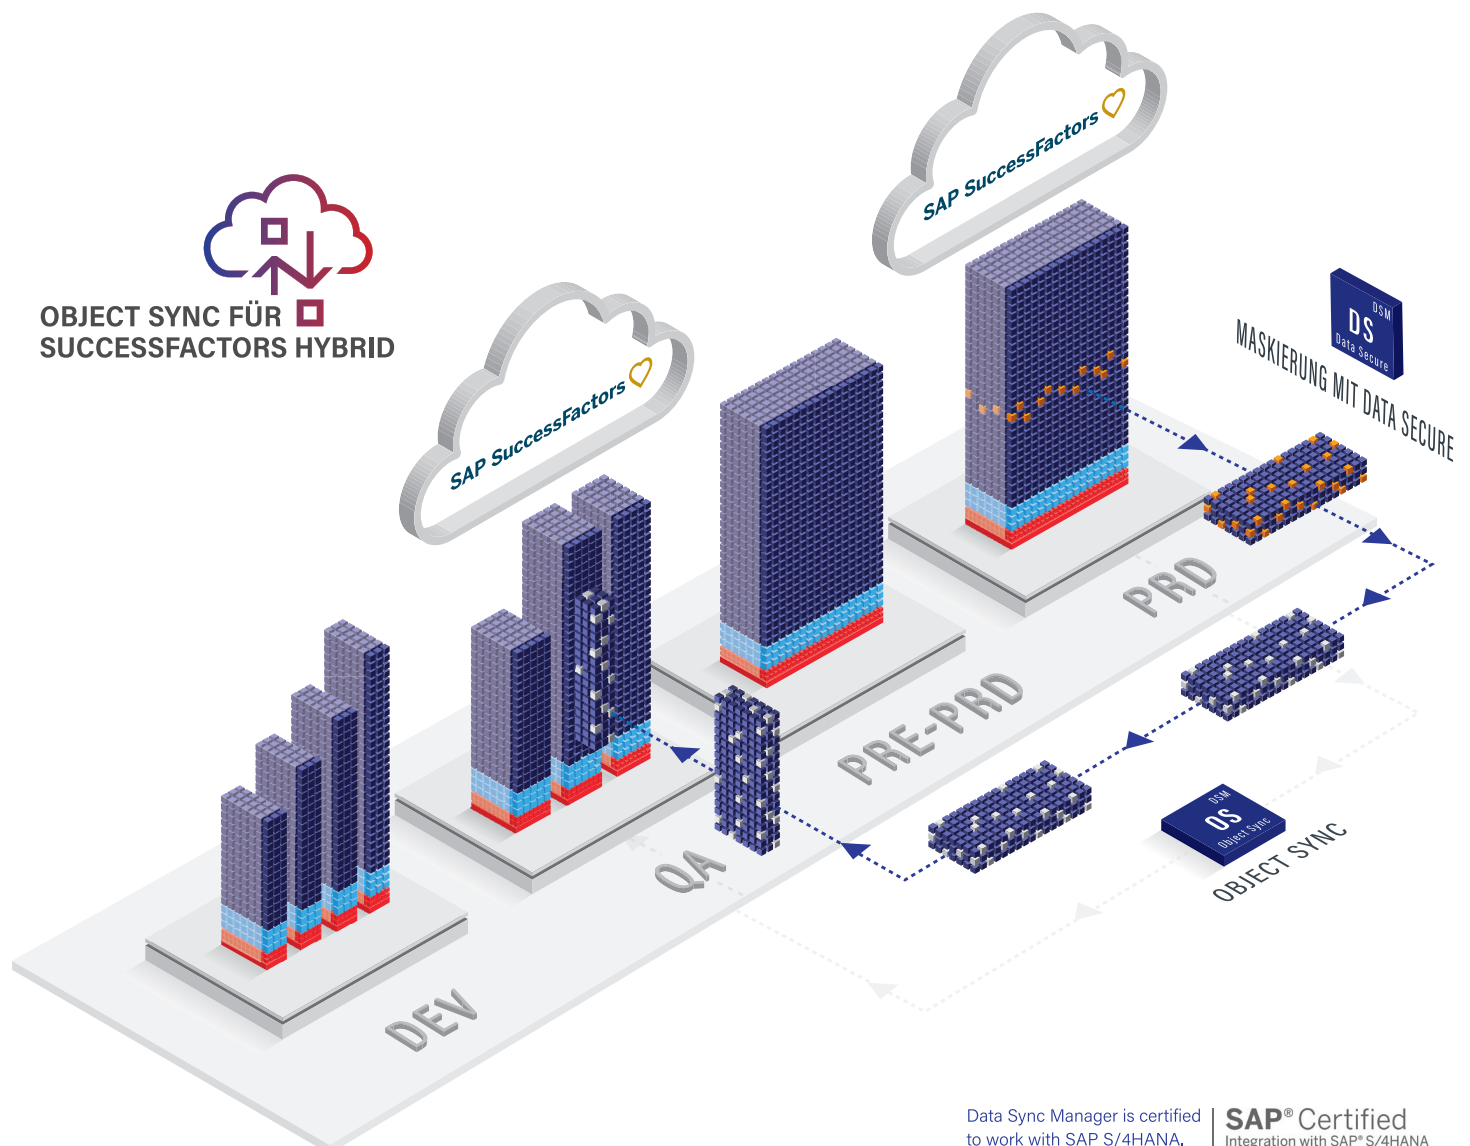 SAP SuccessFactors
OBJECT SYNC FÜR
SUCCESSFACTORS HYBRID
SAP SuccessFactors
DSM
DS
Data Secure
MASKIERUNG MIT DATA SECURE
PRD
PRE-PRD
QA
DEV
DSM
OS
Object Sync
OBJECT SYNC
Data Sync Manager is certified
to work with SAP S/4HANA.
SAP® Certified
Integration with SAP® S/4HANA